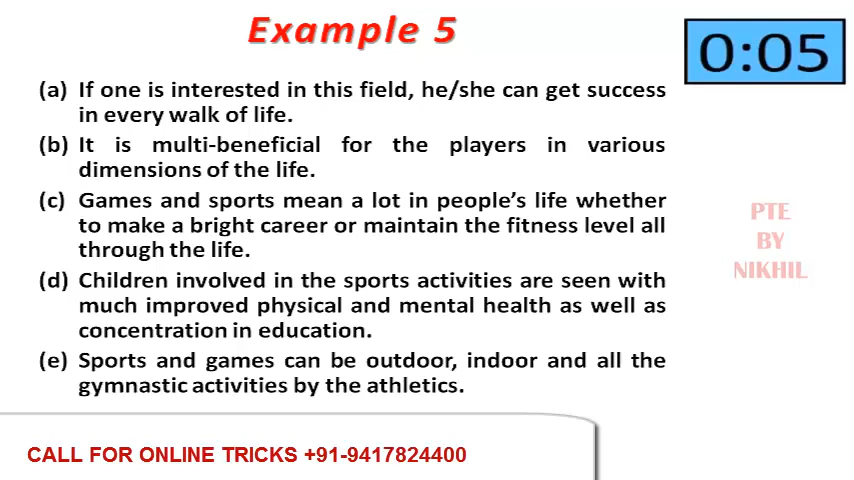 Example 5
0:05
(a) If one is interested in this field, he/she can get success
in every walk of life.
(b) It is multi-beneficial for the players in various
dimensions of the life.
(c) Games and sports mean a lot in people's life whether
to make a bright career or maintain the fitness level all
through the life.
(d) Children involved in the sports activities are seen with
much improved physical and mental health as well as
concentration in education.
(e) Sports and games can be outdoor, indoor and all the
gymnastic activities by the athletics.
PTE
BY
NIKHIL
CALL FOR ONLINE TRICKS +91-9417824400